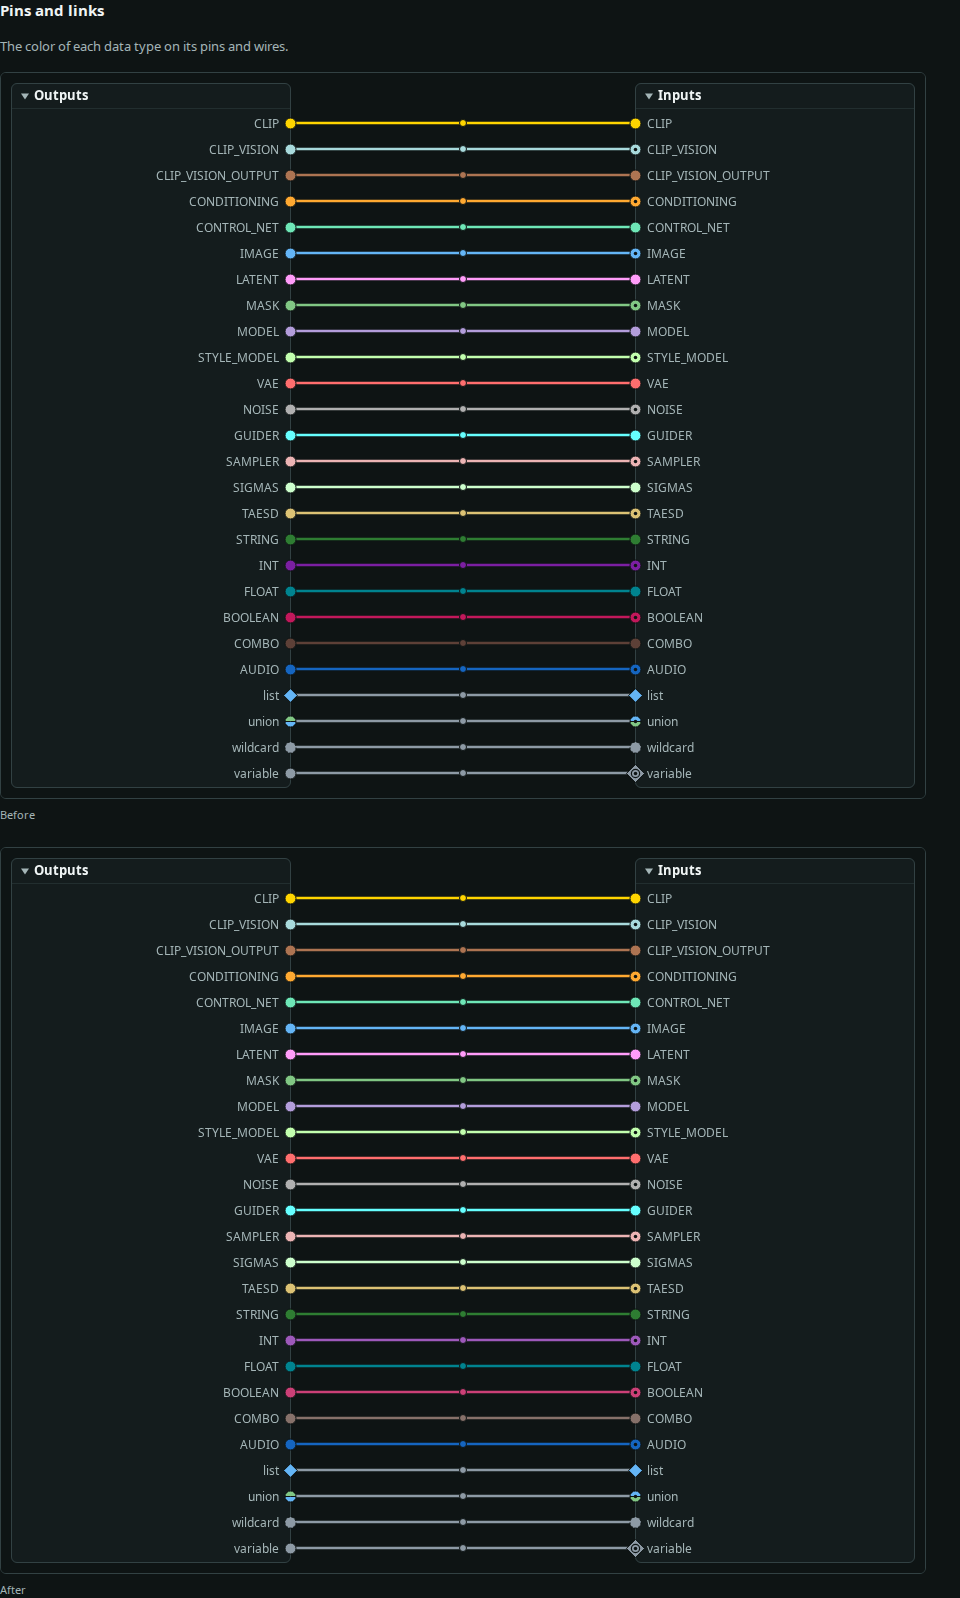 Pins and links
The color of each data type on its pins and wires.
Outputs Inputs
CLIP CLIP
CLIP_VISION CLIP_VISION
CLIP_VISION_OUTPUT CLIP_VISION_OUTPUT
CONDITIONING CONDITIONING
CONTROL_NET CONTROL_NET
IMAGE IMAGE
LATENT LATENT
MASK MASK
MODEL MODEL
STYLE_MODEL STYLE_MODEL
VAE VAE
NOISE NOISE
GUIDER GUIDER
SAMPLER SAMPLER
SIGMAS SIGMAS
TAESD TAESD
STRING STRING
INT INT
FLOAT FLOAT
BOOLEAN BOOLEAN
COMBO COMBO
AUDIO AUDIO
list list
union union
wildcard wildcard
variable variable
Before
Outputs Inputs
CLIP CLIP
CLIP_VISION CLIP_VISION
CLIP_VISION_OUTPUT CLIP_VISION_OUTPUT
CONDITIONING CONDITIONING
CONTROL_NET CONTROL_NET
IMAGE IMAGE
LATENT LATENT
MASK MASK
MODEL MODEL
STYLE_MODEL STYLE_MODEL
VAE VAE
NOISE NOISE
GUIDER GUIDER
SAMPLER SAMPLER
SIGMAS SIGMAS
TAESD TAESD
STRING STRING
INT INT
FLOAT FLOAT
BOOLEAN BOOLEAN
COMBO COMBO
AUDIO AUDIO
list list
union union
wildcard wildcard
variable variable
After